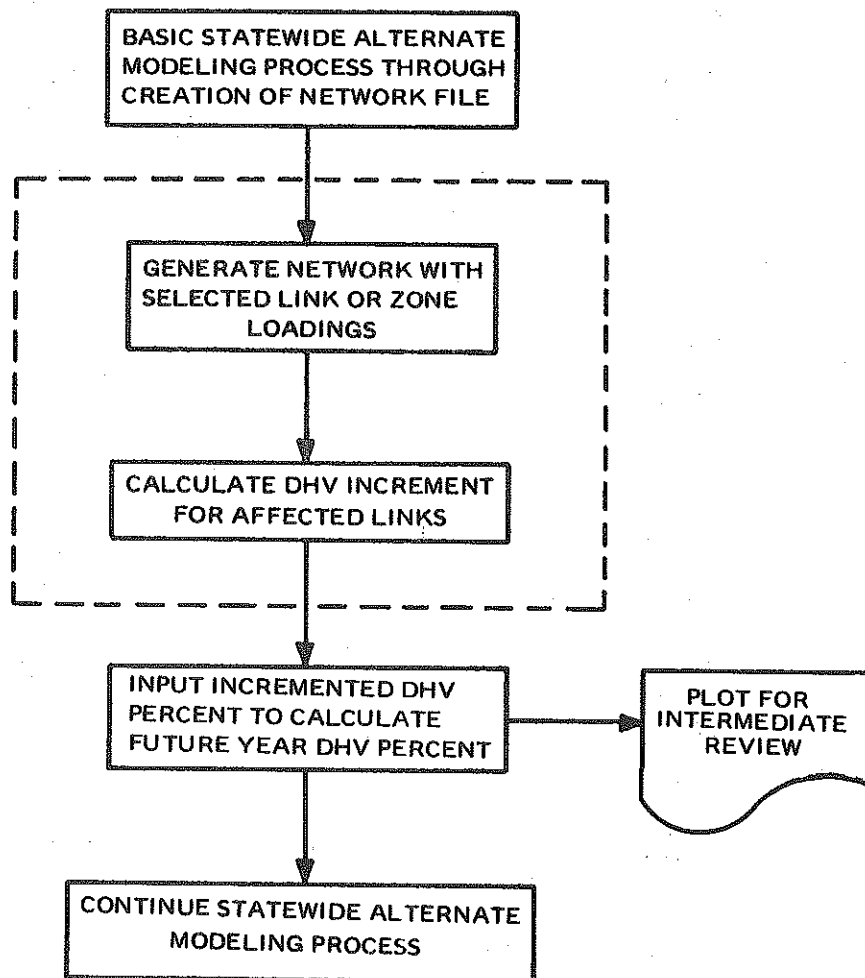 BASIC STATEWIDE ALTERNATE
MODELING PROCESS THROUGH
CREATION OF NETWORK FILE
GENERATE NETWORK WITH
SELECTED LINK OR ZONE
LOADINGS
CALCULATE DHV INCREMENT
FOR AFFECTED LINKS
INPUT INCREMENTED DHV
PERCENT TO CALCULATE
FUTURE YEAR DHV PERCENT
PLOT FOR
INTERMEDIATE
REVIEW
CONTINUE STATEWIDE ALTERNATE
MODELING PROCESS